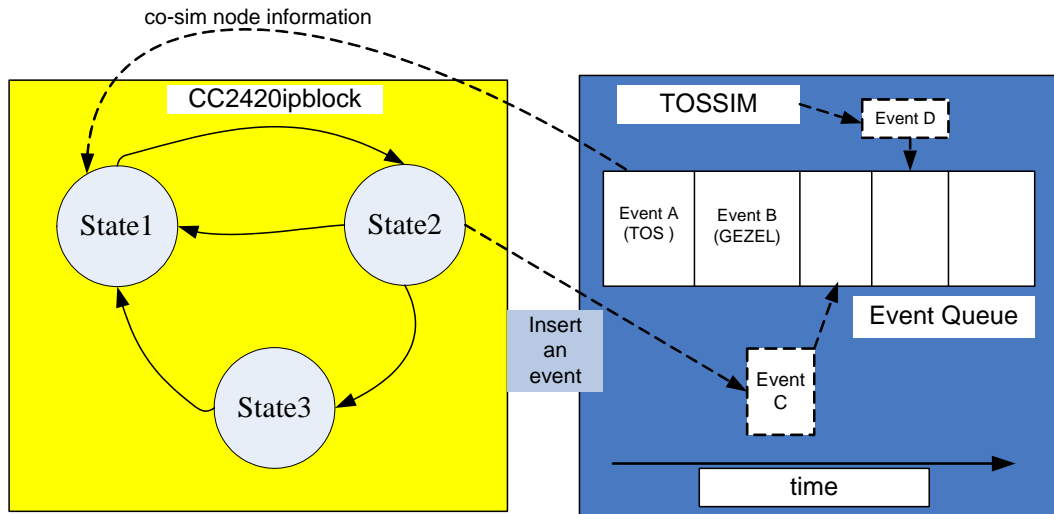 co-sim node information
CC2420ipblock
State1
State2
State3
Insert
an
event
TOSSIM
Event D
Event A
(TOS )
Event B
(GEZEL)
Event Queue
Event
C
time